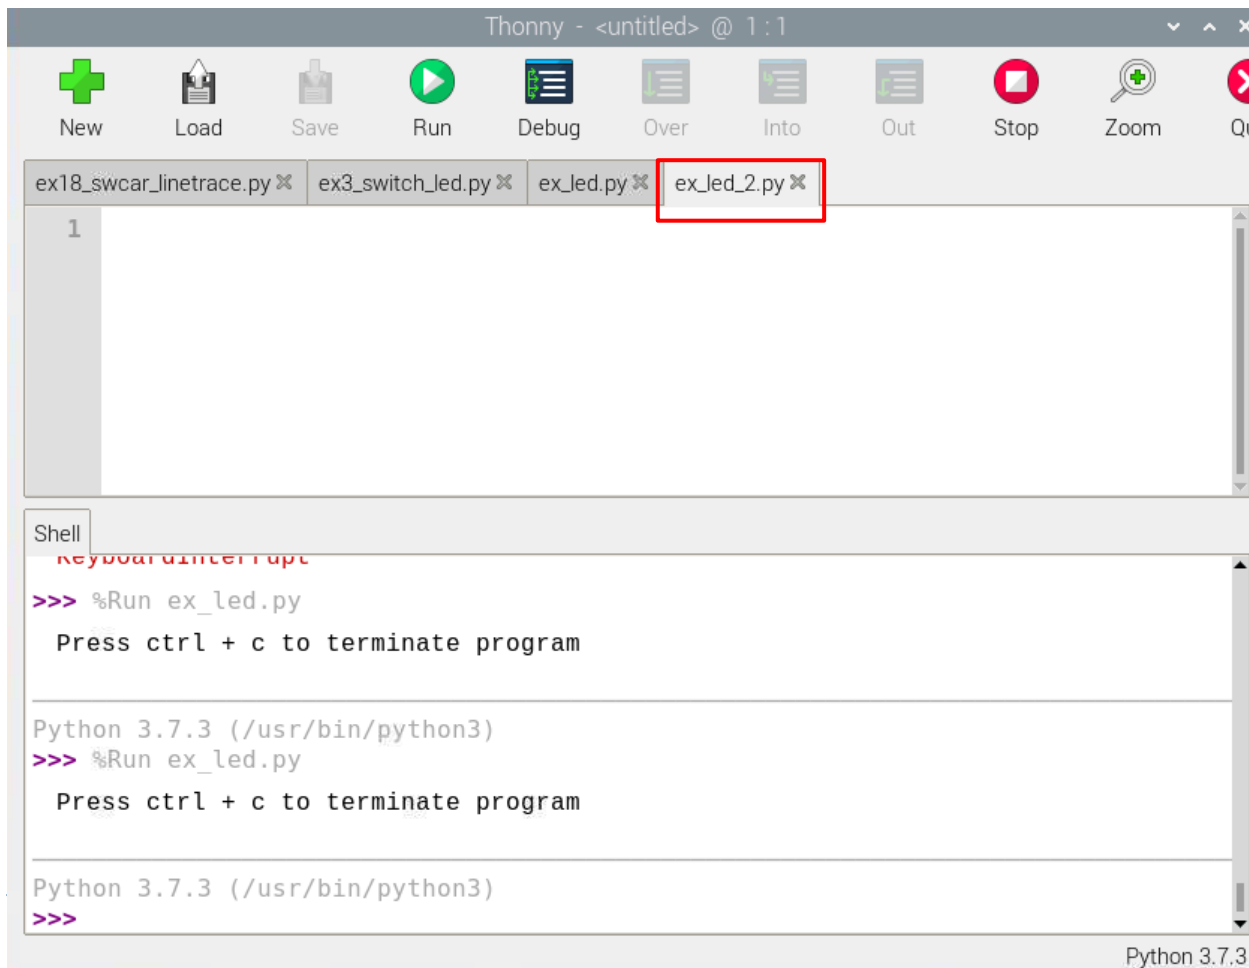 Thonny - <untitled> @ 1 : 1
New Load Save Run Debug Over Into Out Stop Zoom
ex18_swcar_linetrace.py ex3_switch_led.py ex_led.py ex_led_2.py
1
Shell
KeyboardInterrupt
>>> %Run ex_led.py
Press ctrl + c to terminate program
Python 3.7.3 (/usr/bin/python3)
>>> %Run ex_led.py
Press ctrl + c to terminate program
Python 3.7.3 (/usr/bin/python3)
>>>
Python 3.7.3